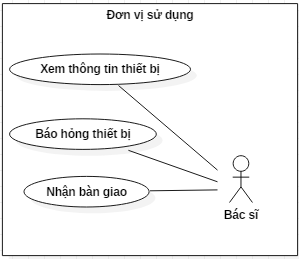 Đơn vị sử dụng
Xem thông tin thiết bị
Báo hỏng thiết bị
Nhận bàn giao
Bác sĩ